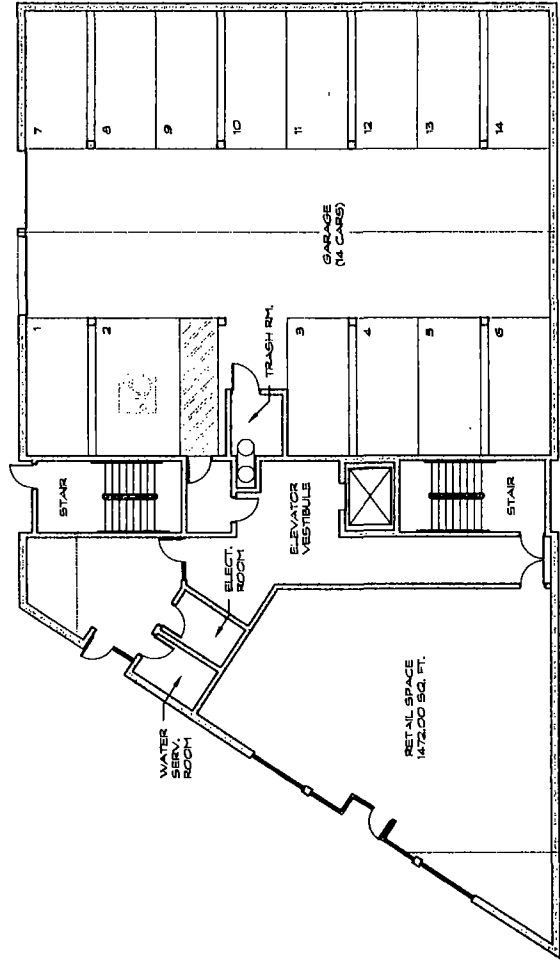 7
8
9
10
11
12
13
14
GARAGE
(14 CARS)
1
2
3
4
5
6
TRASH RM.
STAIR
ELEVATOR
VESTIBULE
STAIR
ELECT.
ROOM
WATER
SERV.
ROOM
RETAIL SPACE
1472.00 SQ. FT.